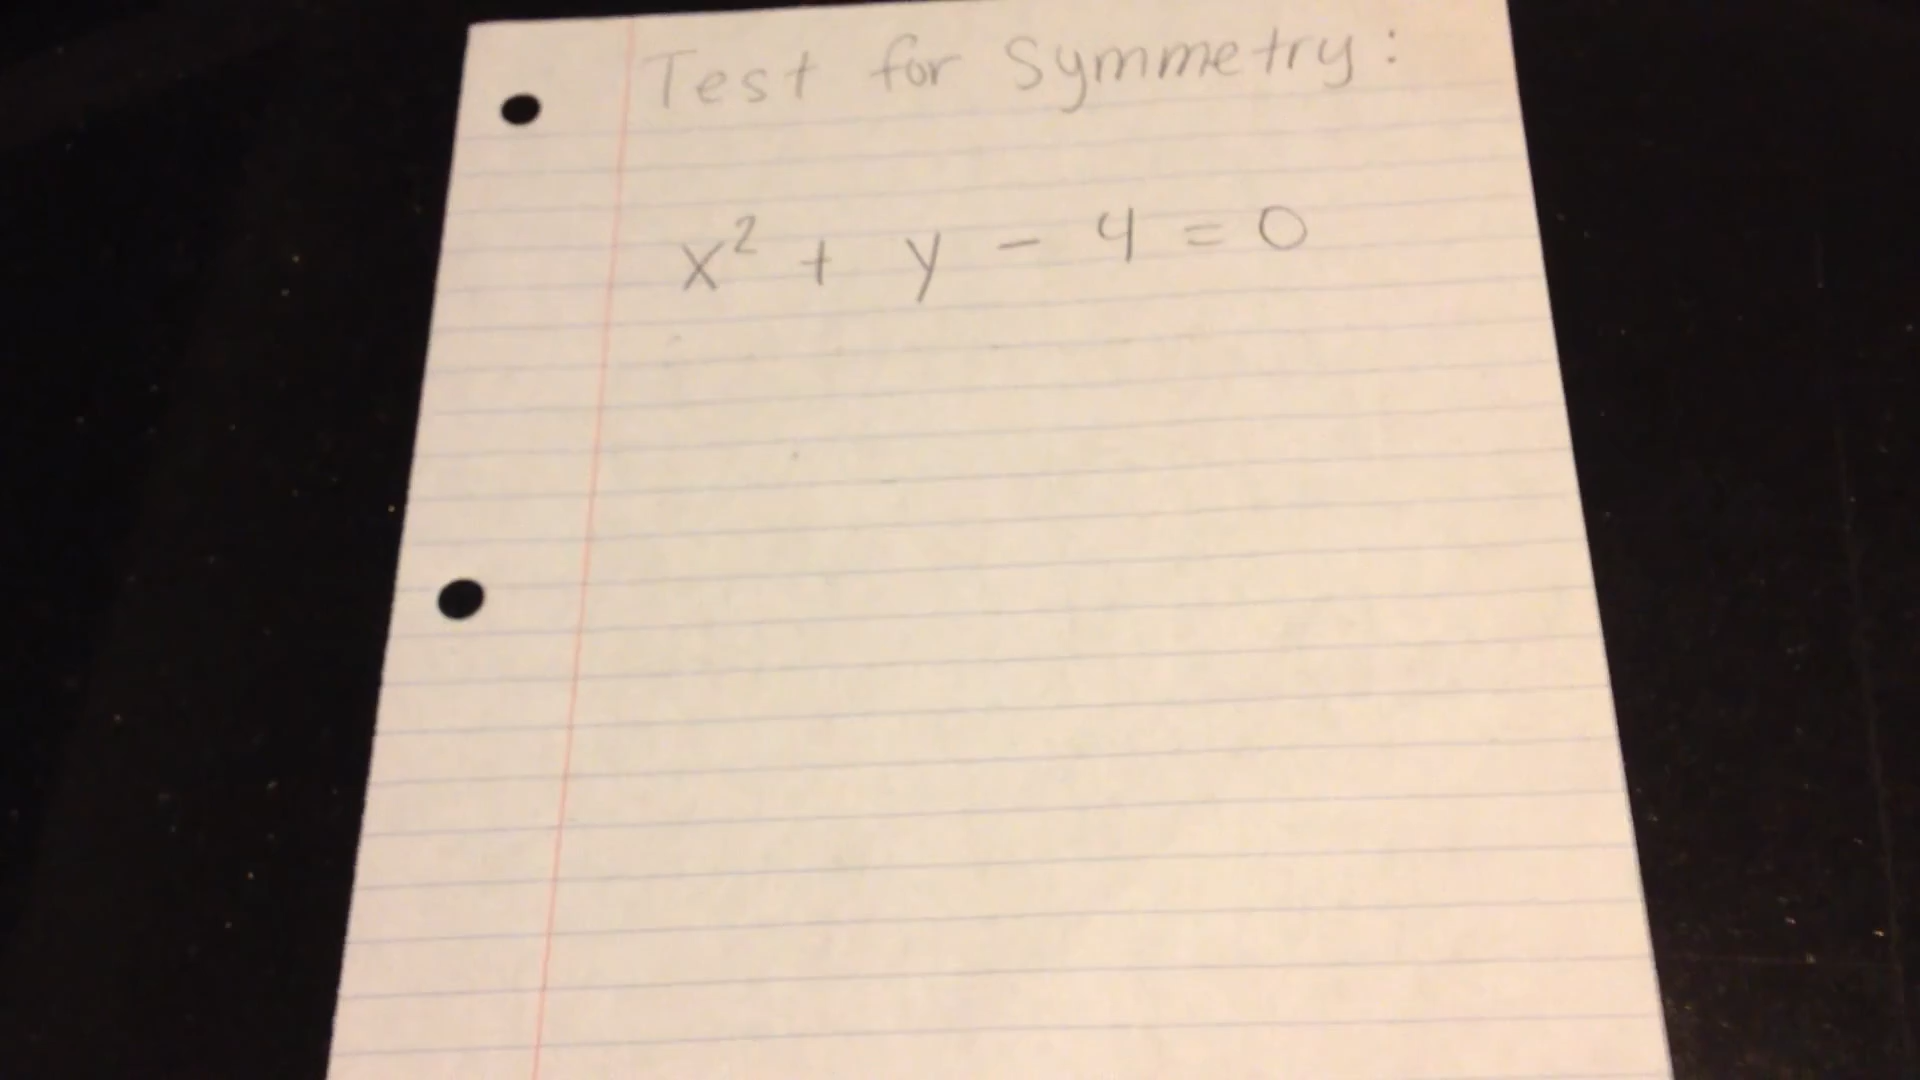 Test for Symmetry:
x² + y - 4 = 0